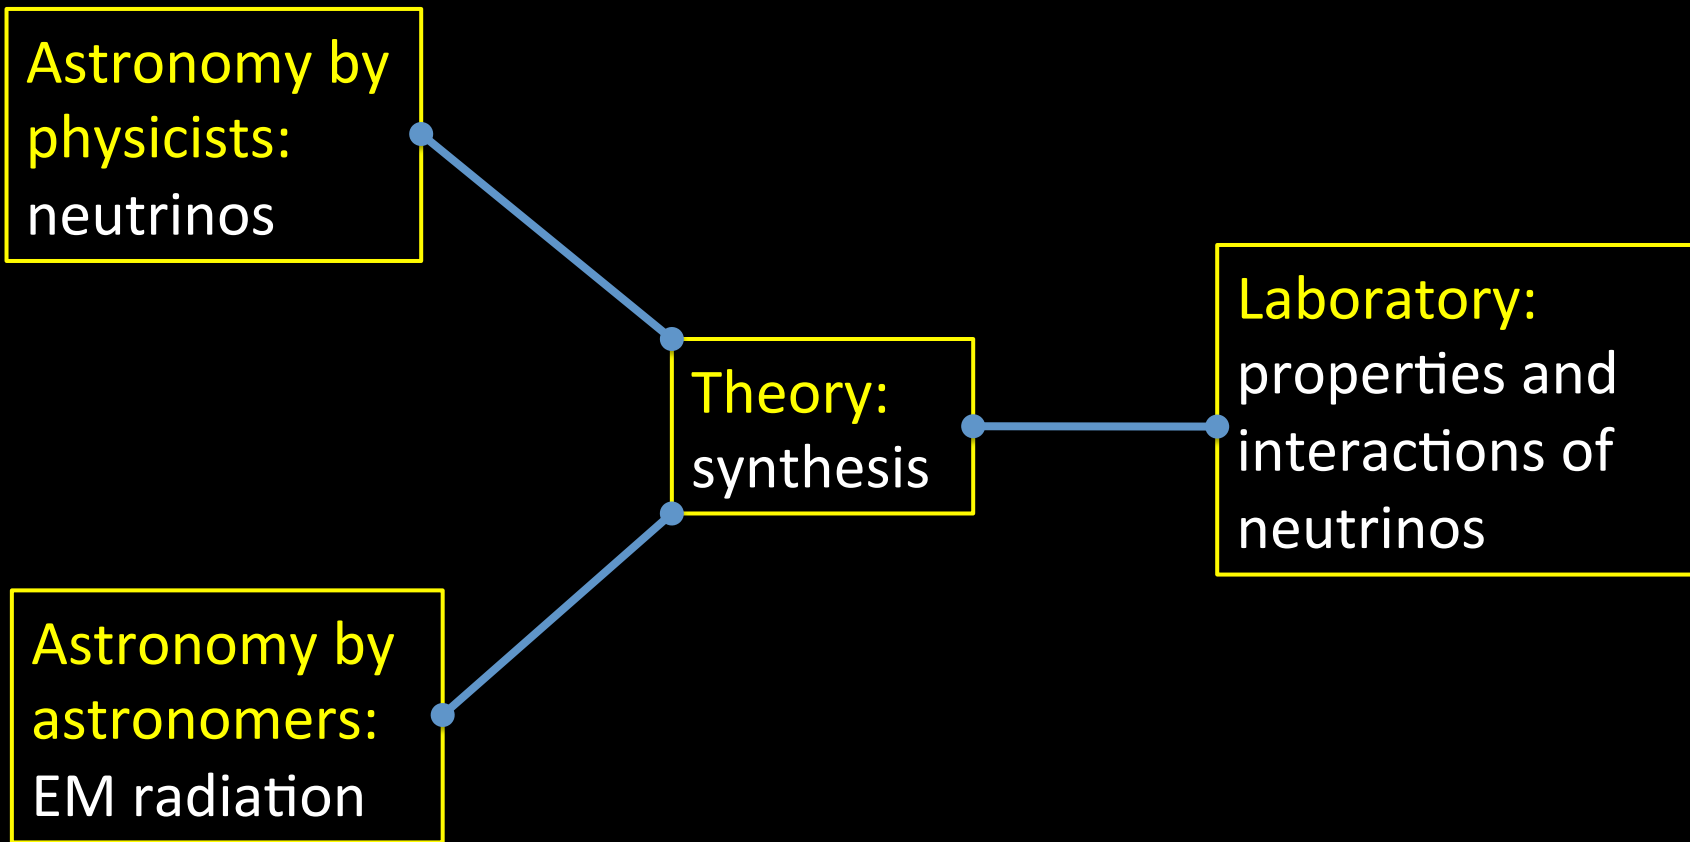 Astronomy by
physicists:
neutrinos
Theory:
synthesis
Laboratory:
properties and
interactions of
neutrinos
Astronomy by
astronomers:
EM radiation